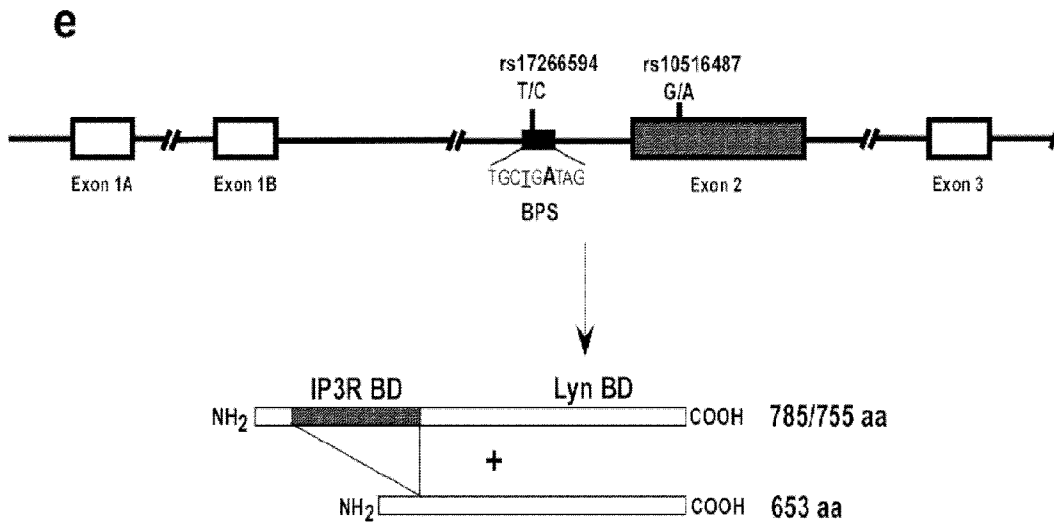 e
rs17266594 rs10516487
T/C G/A
Exon 1A Exon 1B TGCTGATAG Exon 2 Exon 3
BPS
IP3R BD Lyn BD
NH2 COOH 785/755 aa
+
NH2 COOH 653 aa